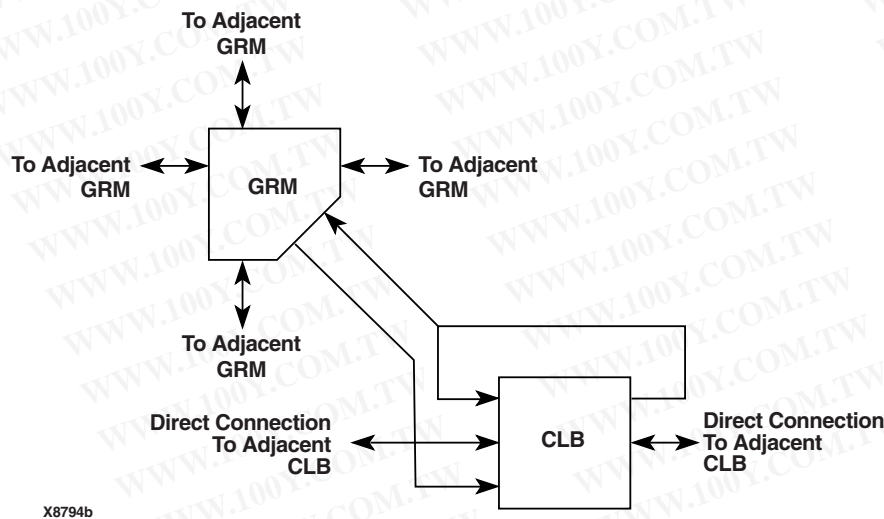 To Adjacent
GRM
To Adjacent
GRM
GRM
To Adjacent
GRM
To Adjacent
GRM
Direct Connection
To Adjacent
CLB
CLB
Direct Connection
To Adjacent
CLB
X8794b
WWW.100Y.COM.TW